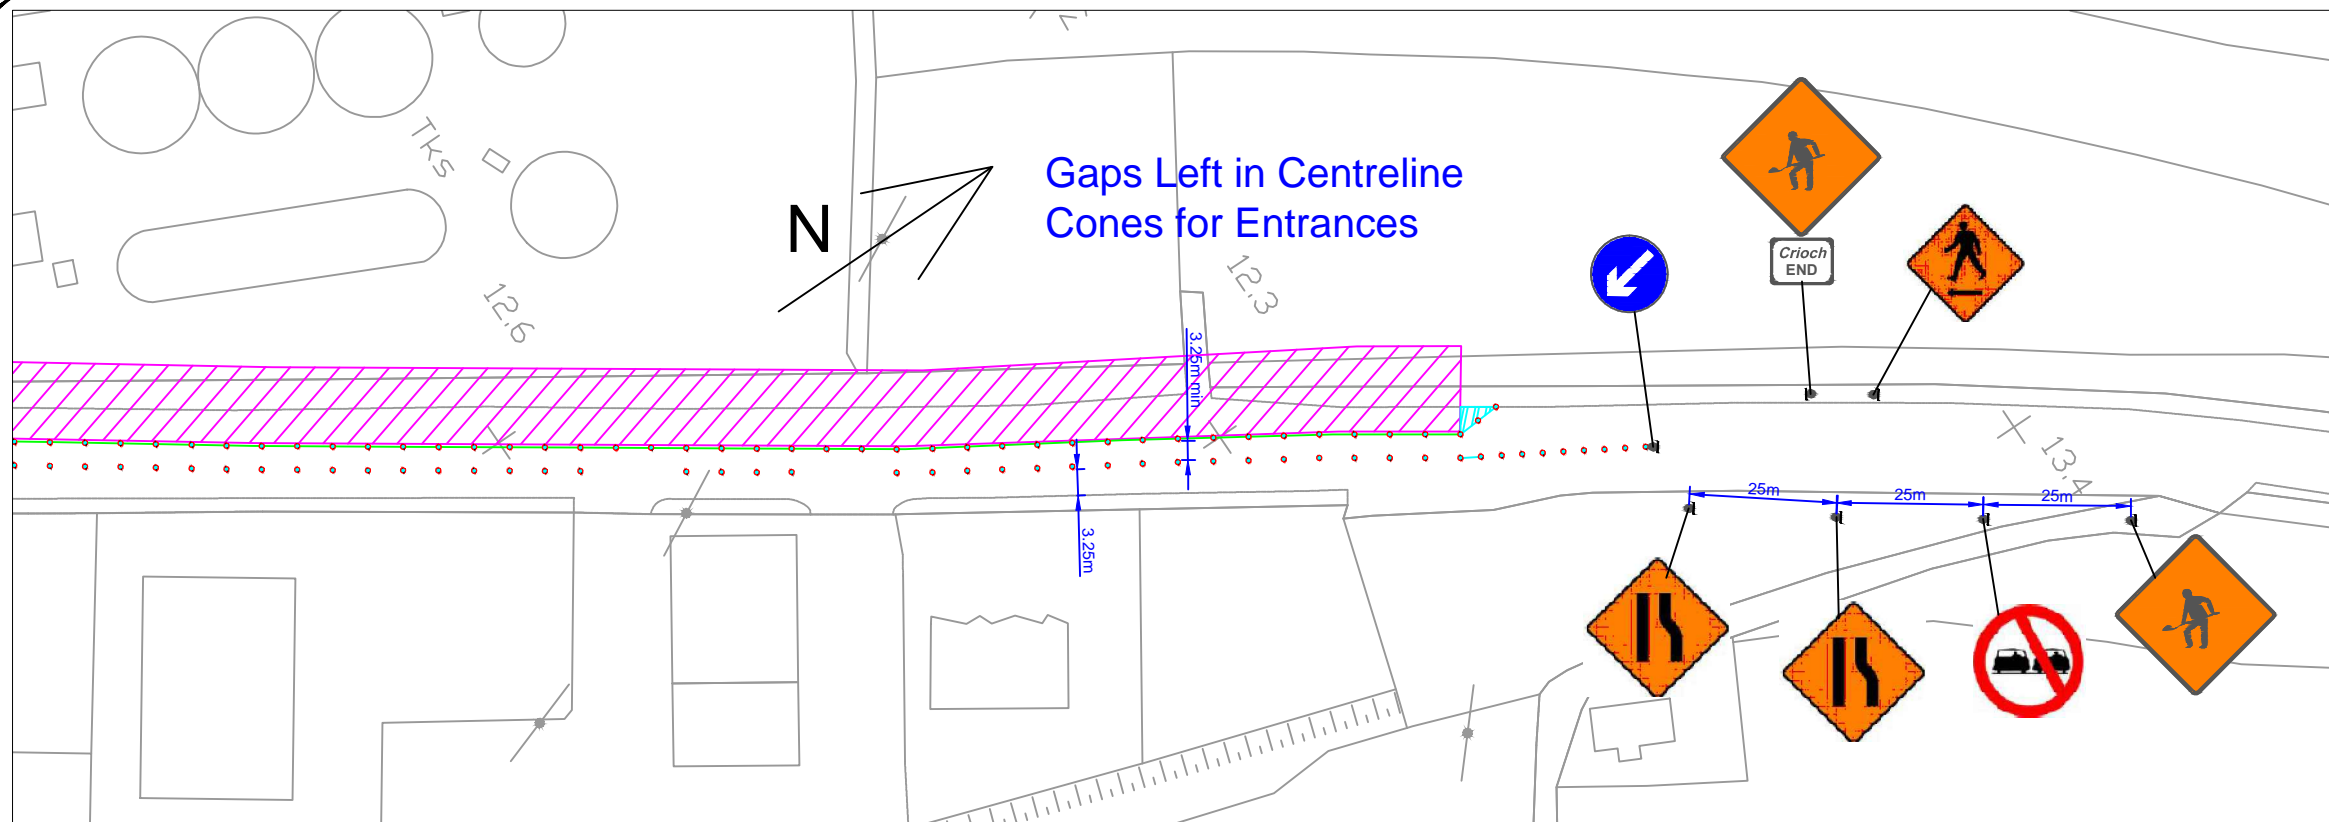 Tks
N
Gaps Left in Centreline
Cones for Entrances
12.6
12.3
Crioch
END
3.25m min
13.4
25m
25m
25m
3.25m